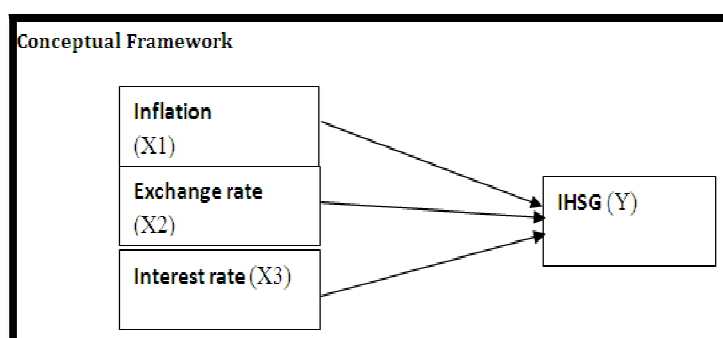 Conceptual Framework
Inflation
(X1)
Exchange rate
(X2)
Interest rate (X3)
IHSG (Y)